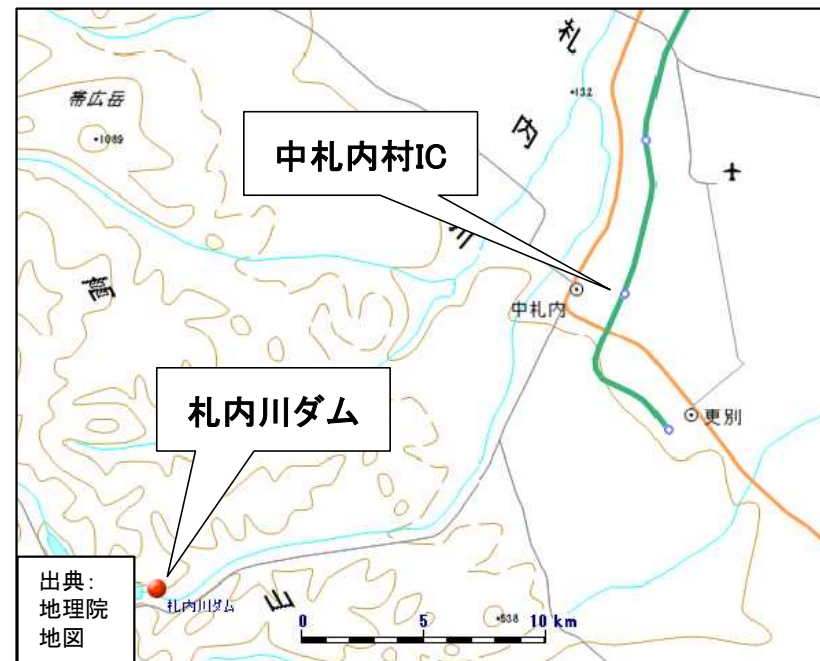 札
帯広岳
・1089
・132
内
中札内村IC
川
中札内
高
札内川ダム
更別
出典:
地理院
地図
札内川ダム
山
・538
0 5 10 km